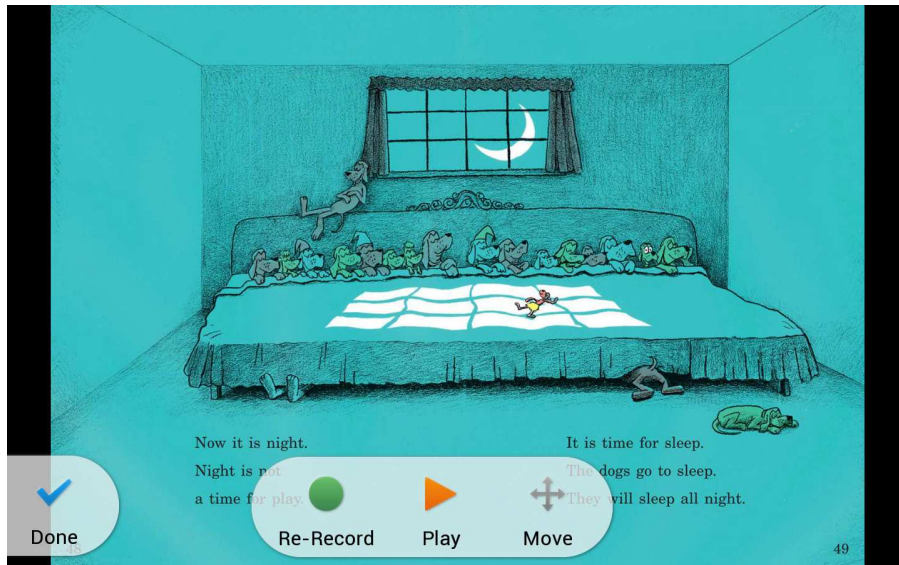 Now it is night.
Night is not
a time for play.
It is time for sleep.
The dogs go to sleep.
They will sleep all night.
Done
Re-Record
Play
Move
48
49